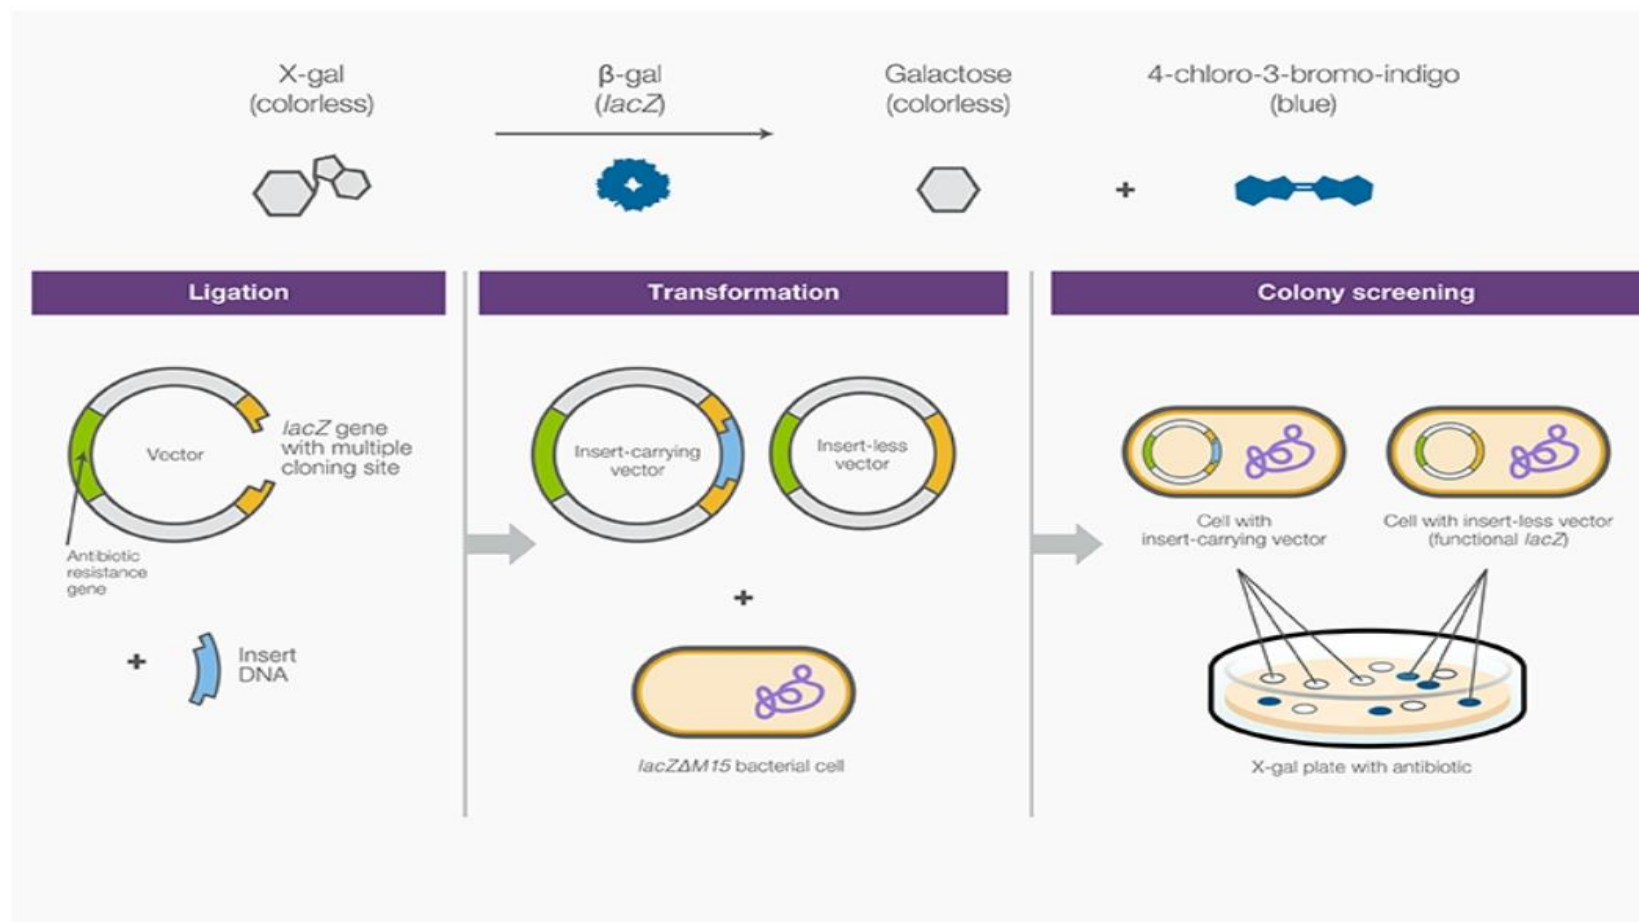 X-gal
(colorless)
β-gal
(lacZ)
Galactose
(colorless)
4-chloro-3-bromo-indigo
(blue)
Ligation
Transformation
Colony screening
Vector
lacZ gene
with multiple
cloning site
Antibiotic
resistance
gene
+
Insert
DNA
Insert-carrying
vector
Insert-less
vector
+
lacZΔM15 bacterial cell
Cell with
insert-carrying vector
Cell with insert-less vector
(functional lacZ)
X-gal plate with antibiotic